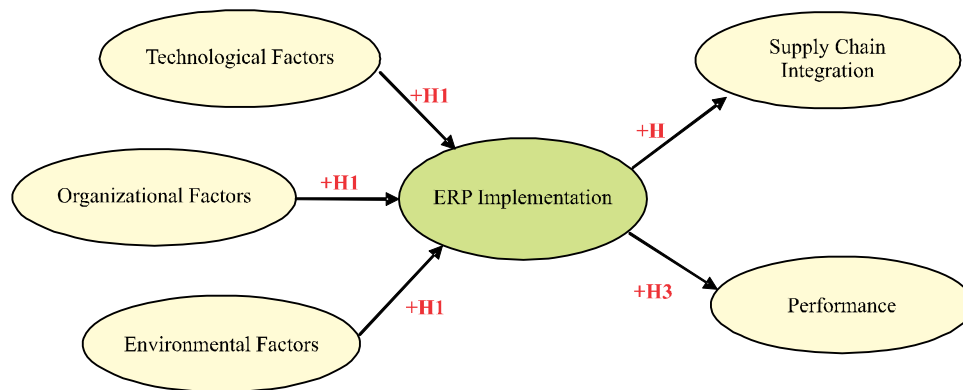 Technological Factors
+H1
Supply Chain
Integration
+H
Organizational Factors
+H1
ERP Implementation
+H1
Environmental Factors
+H3
Performance